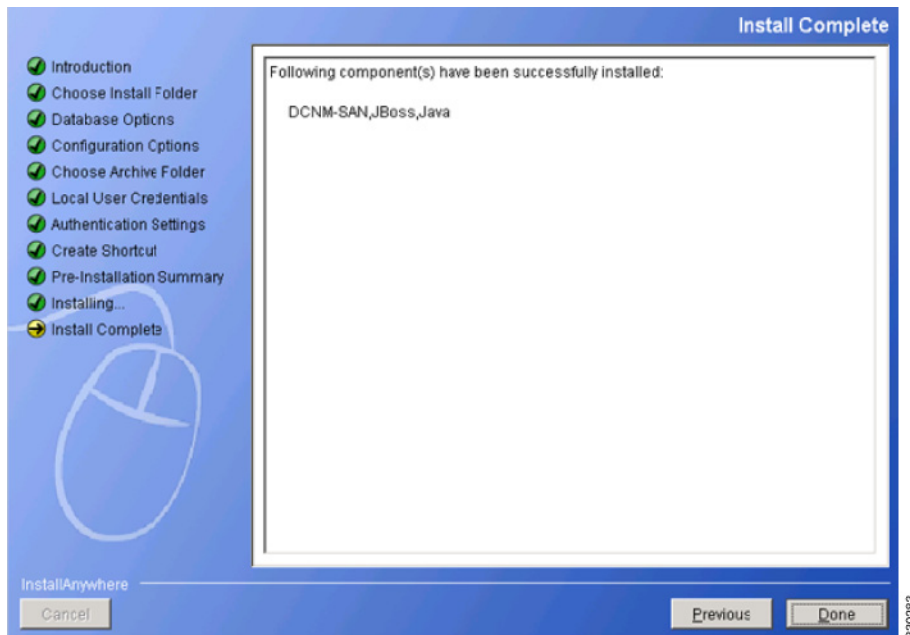 Install Complete
Introduction
Choose Install Folder
Database Options
Configuration Options
Choose Archive Folder
Local User Credentials
Authentication Settings
Create Shortcut
Pre-Installation Summary
Installing...
Install Complete
Following component(s) have been successfully installed:
DCNM-SAN,JBoss,Java
InstallAnywhere
Cancel
Previous
Done